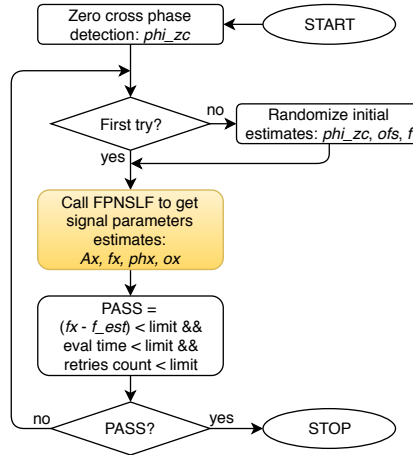 Zero cross phase
detection: phi_zc
START
First try?
no
Randomize initial
estimates: phi_zc, ofs, f
yes
Call FPNSLF to get
signal parameters
estimates:
Ax, fx, phx, ox
PASS =
(fx - f_est) < limit &&
eval time < limit &&
retries count < limit
no
PASS?
yes
STOP